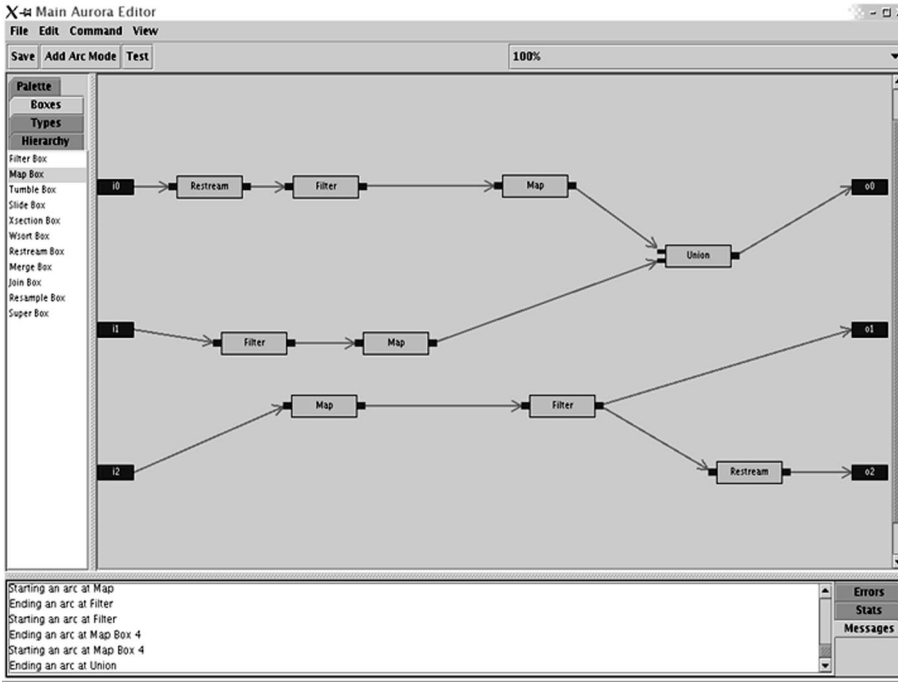 Main Aurora Editor
File Edit Command View
Save Add Arc Mode Test 100%
Palette
Boxes
Types
Hierarchy
Filter Box
Map Box
Tumble Box
Slide Box
Xsection Box
Wsort Box
Restream Box
Merge Box
Join Box
Resample Box
Super Box
i0 Restream Filter Map o0
Union
i1 Filter Map o1
Map Filter
i2 Restream o2
Starting an arc at Map
Ending an arc at Filter
Starting an arc at Filter
Ending an arc at Map Box 4
Starting an arc at Map Box 4
Ending an arc at Union
Errors
Stats
Messages